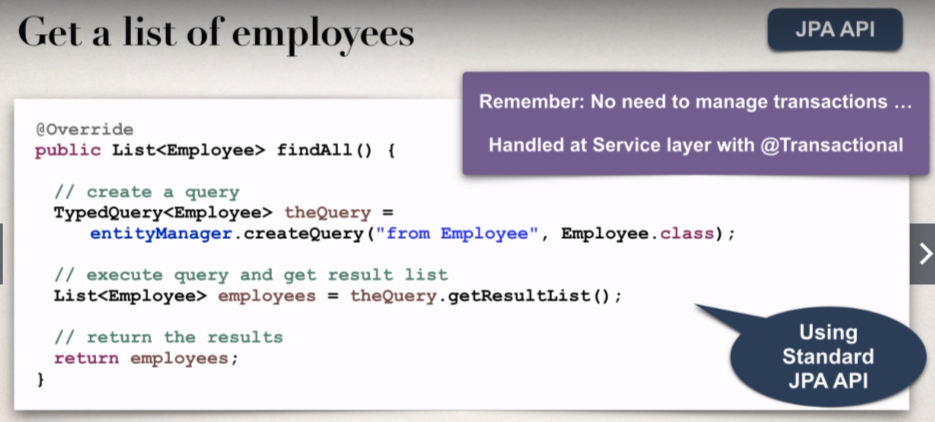 Get a list of employees
JPA API
Remember: No need to manage transactions ...
Handled at Service layer with @Transactional
@Override
public List<Employee> findAll() {
// create a query
TypedQuery<Employee> theQuery =
entityManager.createQuery("from Employee", Employee.class);
// execute query and get result list
List<Employee> employees = theQuery.getResultList();
// return the results
return employees;
}
Using
Standard
JPA API